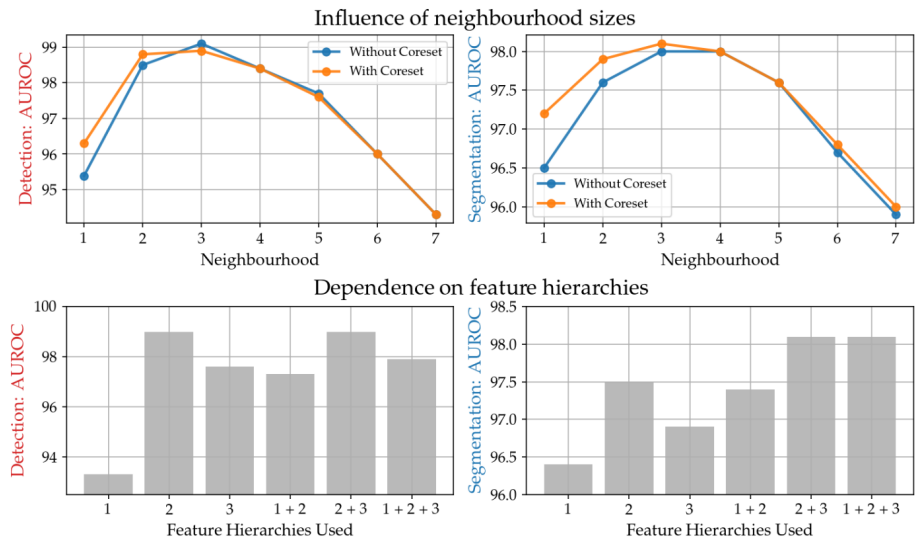 Influence of neighbourhood sizes
Detection: AUROC
99
98
97
96
95
Without Coreset
With Coreset
1 2 3 4 5 6 7
Neighbourhood
Segmentation: AUROC
98.0
97.5
97.0
96.5
96.0
Without Coreset
With Coreset
1 2 3 4 5 6 7
Neighbourhood
Dependence on feature hierarchies
Detection: AUROC
100
98
96
94
1 2 3 1 + 2 2 + 3 1 + 2 + 3
Feature Hierarchies Used
Segmentation: AUROC
98.5
98.0
97.5
97.0
96.5
96.0
1 2 3 1 + 2 2 + 3 1 + 2 + 3
Feature Hierarchies Used